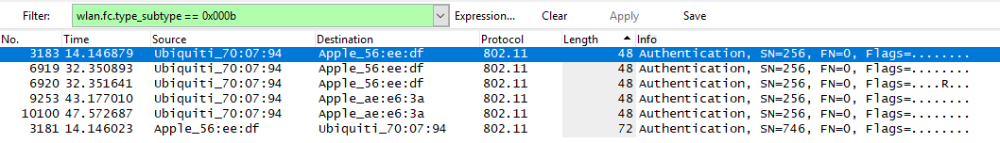 Filter: wlan.fc.type_subtype == 0x000b Expression... Clear Apply Save
No. Time Source Destination Protocol Length Info
3183 14.146879 Ubiquiti_70:07:94 Apple_56:ee:df 802.11 48 Authentication, SN=256, FN=0, Flags=........
6919 32.350893 Ubiquiti_70:07:94 Apple_56:ee:df 802.11 48 Authentication, SN=256, FN=0, Flags=........
6920 32.351641 Ubiquiti_70:07:94 Apple_56:ee:df 802.11 48 Authentication, SN=256, FN=0, Flags=....R...
9253 43.177010 Ubiquiti_70:07:94 Apple_ae:e6:3a 802.11 48 Authentication, SN=256, FN=0, Flags=........
10100 47.572687 Ubiquiti_70:07:94 Apple_ae:e6:3a 802.11 48 Authentication, SN=256, FN=0, Flags=........
3181 14.146023 Apple_56:ee:df Ubiquiti_70:07:94 802.11 72 Authentication, SN=746, FN=0, Flags=........